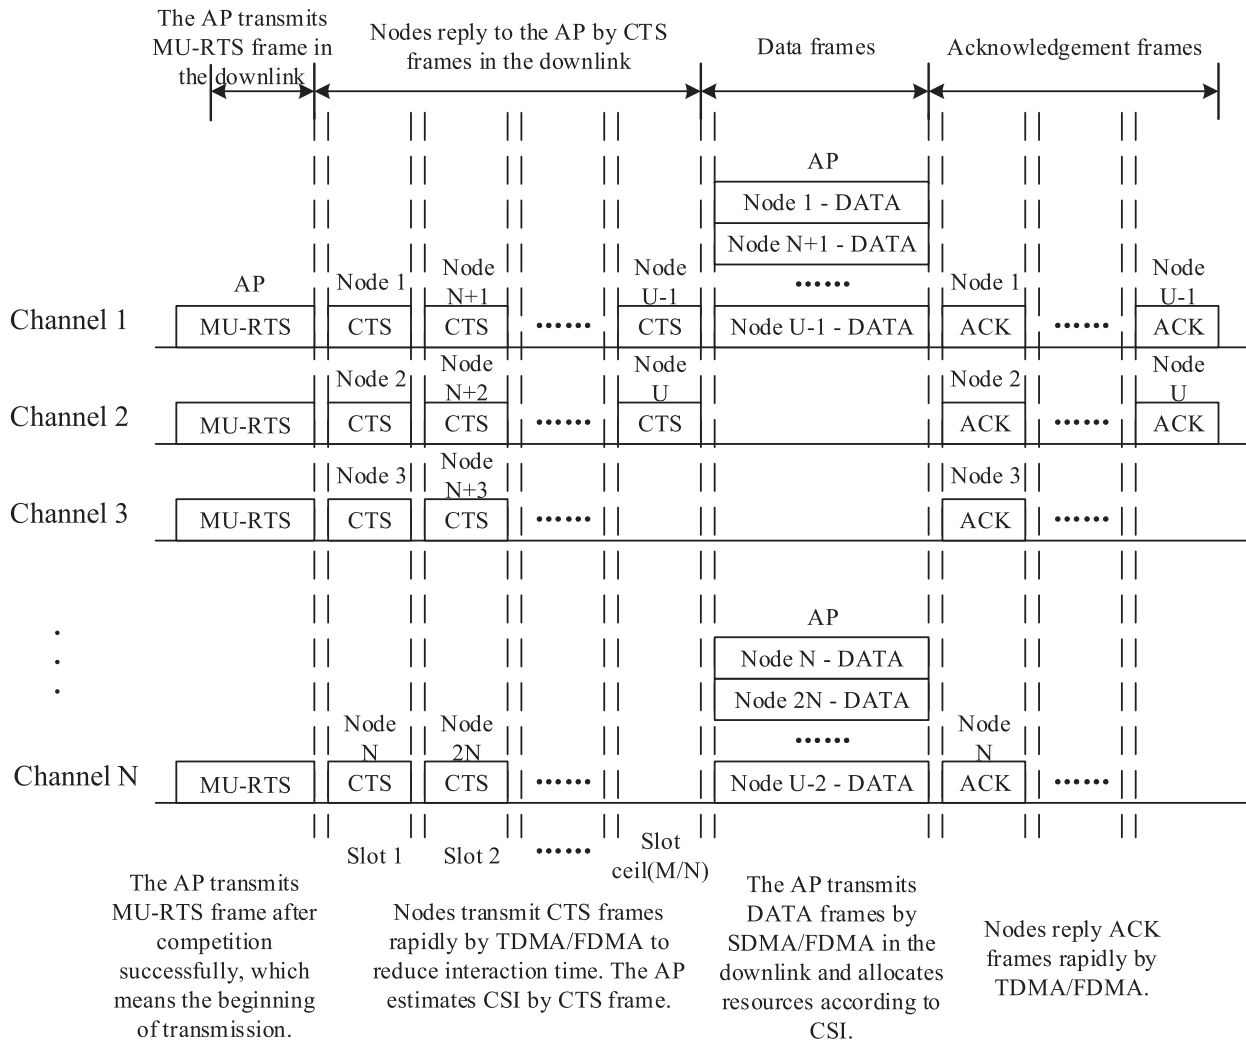 The AP transmits
MU-RTS frame in
the downlink
Nodes reply to the AP by CTS
frames in the downlink
Data frames
Acknowledgement frames
AP
Node 1 - DATA
Node N+1 - DATA
······
Node U-1 - DATA
Channel 1
AP
MU-RTS
Node 1
CTS
Node
N+1
CTS
······
Node
U-1
CTS
Node 1
ACK
······
Node
U-1
ACK
Channel 2
MU-RTS
Node 2
CTS
Node
N+2
CTS
······
Node
U
CTS
Node 2
ACK
······
Node
U
ACK
Channel 3
MU-RTS
Node 3
CTS
Node
N+3
CTS
······
Node 3
ACK
······
.
.
.
AP
Node N - DATA
Node 2N - DATA
······
Node U-2 - DATA
Channel N
MU-RTS
Node
N
CTS
Node
2N
CTS
······
Node
N
ACK
······
Slot 1
Slot 2
······
Slot
ceil(M/N)
The AP transmits
MU-RTS frame after
competition
successfully, which
means the beginning
of transmission.
Nodes transmit CTS frames
rapidly by TDMA/FDMA to
reduce interaction time. The AP
estimates CSI by CTS frame.
The AP transmits
DATA frames by
SDMA/FDMA in the
downlink and allocates
resources according to
CSI.
Nodes reply ACK
frames rapidly by
TDMA/FDMA.